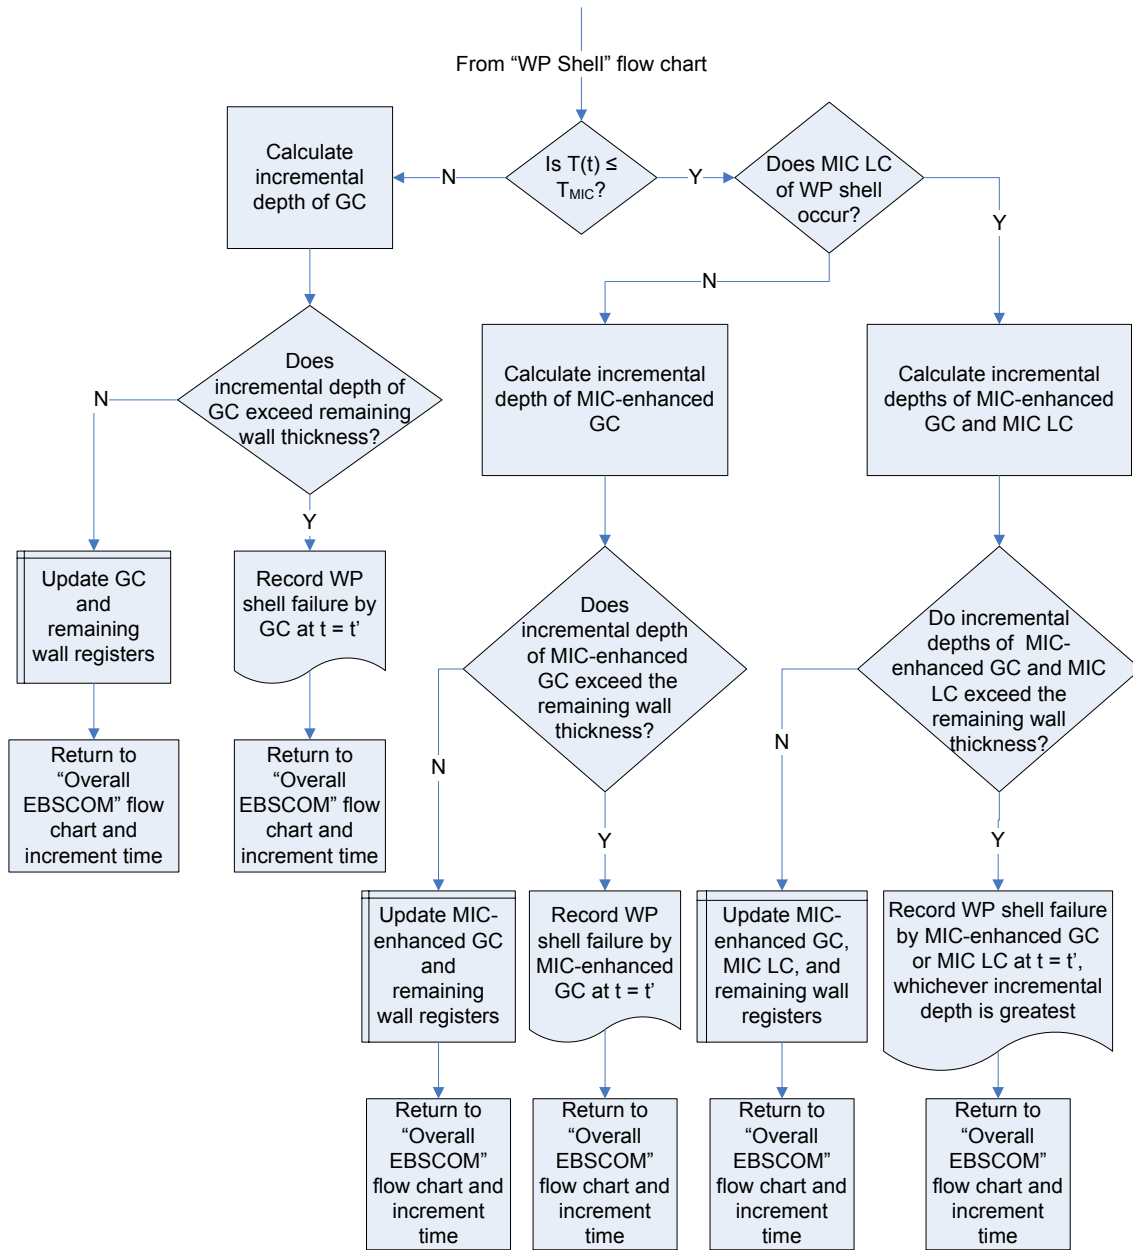 From “WP Shell” flow chart
Calculate
incremental
depth of GC
N
Is T(t) ≤
TMIC?
Y
Does MIC LC
of WP shell
occur?
Y
N
Does
incremental depth of
GC exceed remaining
wall thickness?
N
Y
Calculate incremental
depth of MIC-enhanced
GC
Calculate incremental
depths of MIC-enhanced
GC and MIC LC
Update GC
and
remaining
wall registers
Record WP
shell failure by
GC at t = t’
Return to
“Overall
EBSCOM” flow
chart and
increment time
Return to
“Overall
EBSCOM” flow
chart and
increment time
Does
incremental depth
of MIC-enhanced
GC exceed the
remaining wall
thickness?
N
Y
Do incremental
depths of MIC-
enhanced GC and MIC
LC exceed the
remaining wall
thickness?
N
Y
Update MIC-
enhanced GC
and
remaining
wall registers
Record WP
shell failure by
MIC-enhanced
GC at t = t’
Update MIC-
enhanced GC,
MIC LC, and
remaining wall
registers
Record WP shell failure
by MIC-enhanced GC
or MIC LC at t = t’,
whichever incremental
depth is greatest
Return to
“Overall
EBSCOM”
flow chart and
increment
time
Return to
“Overall
EBSCOM”
flow chart and
increment
time
Return to
“Overall
EBSCOM”
flow chart and
increment
time
Return to
“Overall
EBSCOM”
flow chart and
increment
time